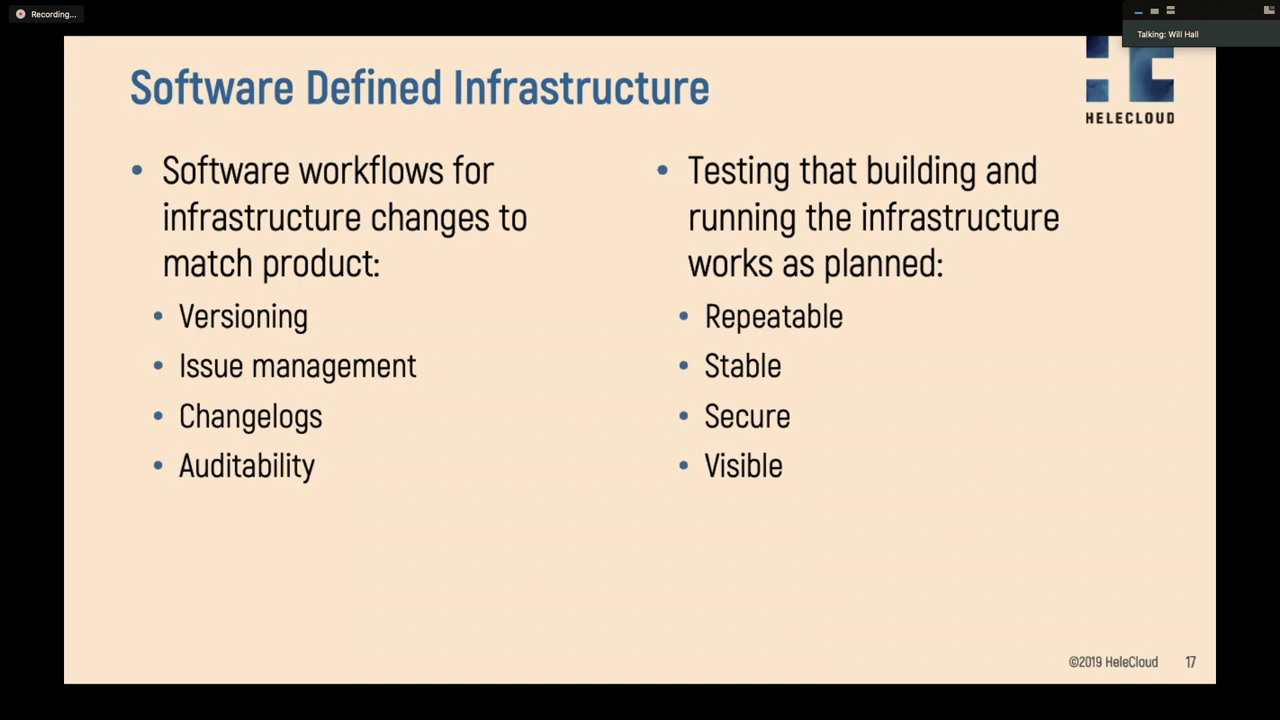 Recording...
Talking: Will Hall
HELECLOUD
Software Defined Infrastructure
• Software workflows for
infrastructure changes to
match product:
• Versioning
• Issue management
• Changelogs
• Auditability
• Testing that building and
running the infrastructure
works as planned:
• Repeatable
• Stable
• Secure
• Visible
©2019 HeleCloud 17